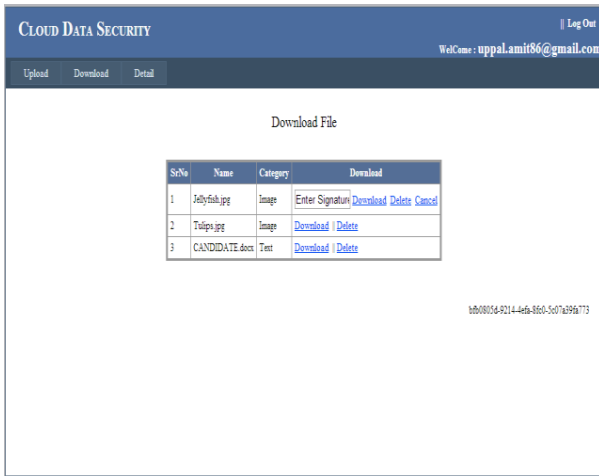 CLOUD DATA SECURITY
|| Log Out
WelCome : uppal.amit86@gmail.com
Upload Download Detail
Download File
SrNo Name Category Download
1 Jellyfish.jpg Image Enter Signature Download Delete Cancel
2 Tulips.jpg Image Download || Delete
3 CANDIDATE.docx Text Download || Delete
bfb0805d-9214-4efa-8fc0-5c07a39fa773